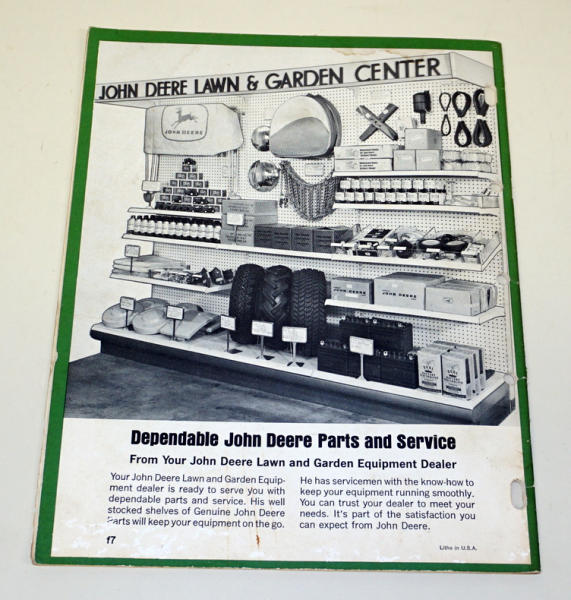 JOHN DEERE LAWN & GARDEN CENTER
JOHN DEERE
JOHN DEERE
Dependable John Deere Parts and Service
From Your John Deere Lawn and Garden Equipment Dealer
Your John Deere Lawn and Garden Equip-
ment dealer is ready to serve you with
dependable parts and service. His well
stocked shelves of Genuine John Deere
Parts will keep your equipment on the go.
He has servicemen with the know-how to
keep your equipment running smoothly.
You can trust your dealer to meet your
needs. It's part of the satisfaction you
can expect from John Deere.
17
Litho in U.S.A.